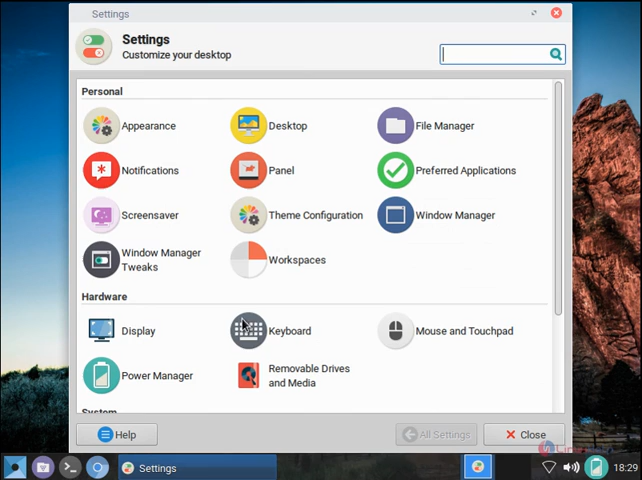 Settings
Settings
Customize your desktop
Personal
Appearance
Desktop
File Manager
Notifications
Panel
Preferred Applications
Screensaver
Theme Configuration
Window Manager
Window Manager
Tweaks
Workspaces
Hardware
Display
Keyboard
Mouse and Touchpad
Power Manager
Removable Drives
and Media
System
Help
All Settings
Close
Settings
18:29